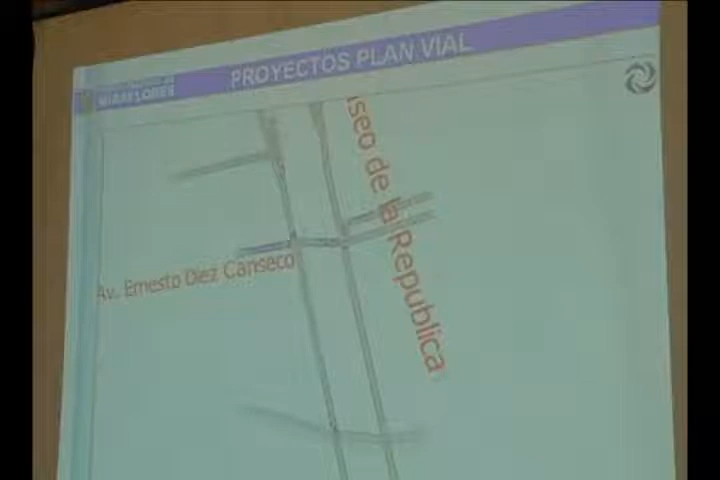 MIRAFLORES
PROYECTOS PLAN VIAL
seo de la Republica
Av. Ernesto Diez Canseco